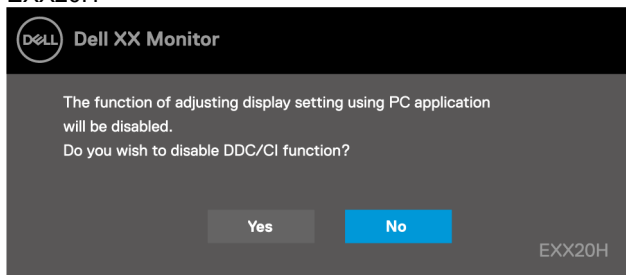 EXX20H
DELL Dell XX Monitor
The function of adjusting display setting using PC application
will be disabled.
Do you wish to disable DDC/CI function?
Yes No
EXX20H